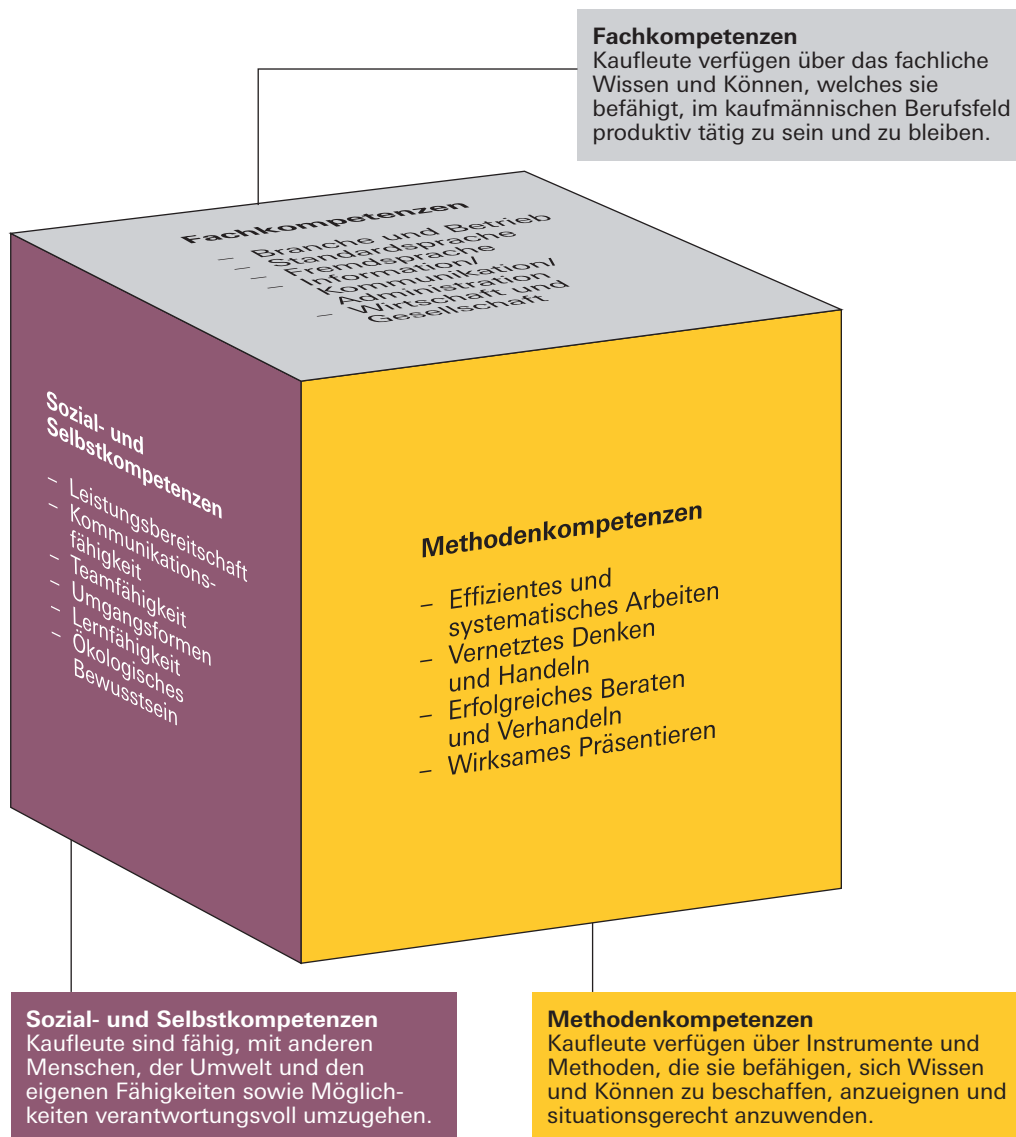 Fachkompetenzen
Kaufleute verfügen über das fachliche
Wissen und Können, welches sie
befähigt, im kaufmännischen Berufsfeld
produktiv tätig zu sein und zu bleiben.
Fachkompetenzen
– Branche und Betrieb
– Standardsprache
– Fremdsprache
– Information/
Kommunikation/
Administration
– Wirtschaft und
Gesellschaft
Sozial- und
Selbstkompetenzen
– Leistungsbereitschaft
– Kommunikations-
fähigkeit
– Teamfähigkeit
– Umgangsformen
– Lernfähigkeit
– Ökologisches
Bewusstsein
Methodenkompetenzen
– Effizientes und
systematisches Arbeiten
– Vernetztes Denken
und Handeln
– Erfolgreiches Beraten
und Verhandeln
– Wirksames Präsentieren
Sozial- und Selbstkompetenzen
Kaufleute sind fähig, mit anderen
Menschen, der Umwelt und den
eigenen Fähigkeiten sowie Möglich-
keiten verantwortungsvoll umzugehen.
Methodenkompetenzen
Kaufleute verfügen über Instrumente und
Methoden, die sie befähigen, sich Wissen
und Können zu beschaffen, anzueignen und
situationsgerecht anzuwenden.